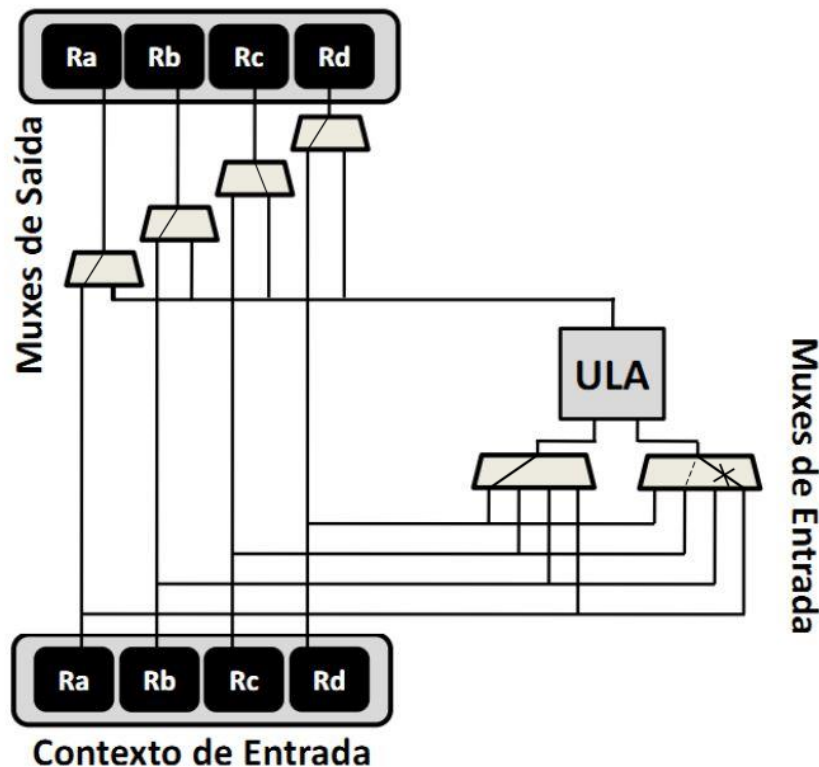 Ra Rb Rc Rd
Muxes de Saída
ULA
Muxes de Entrada
Ra Rb Rc Rd
Contexto de Entrada